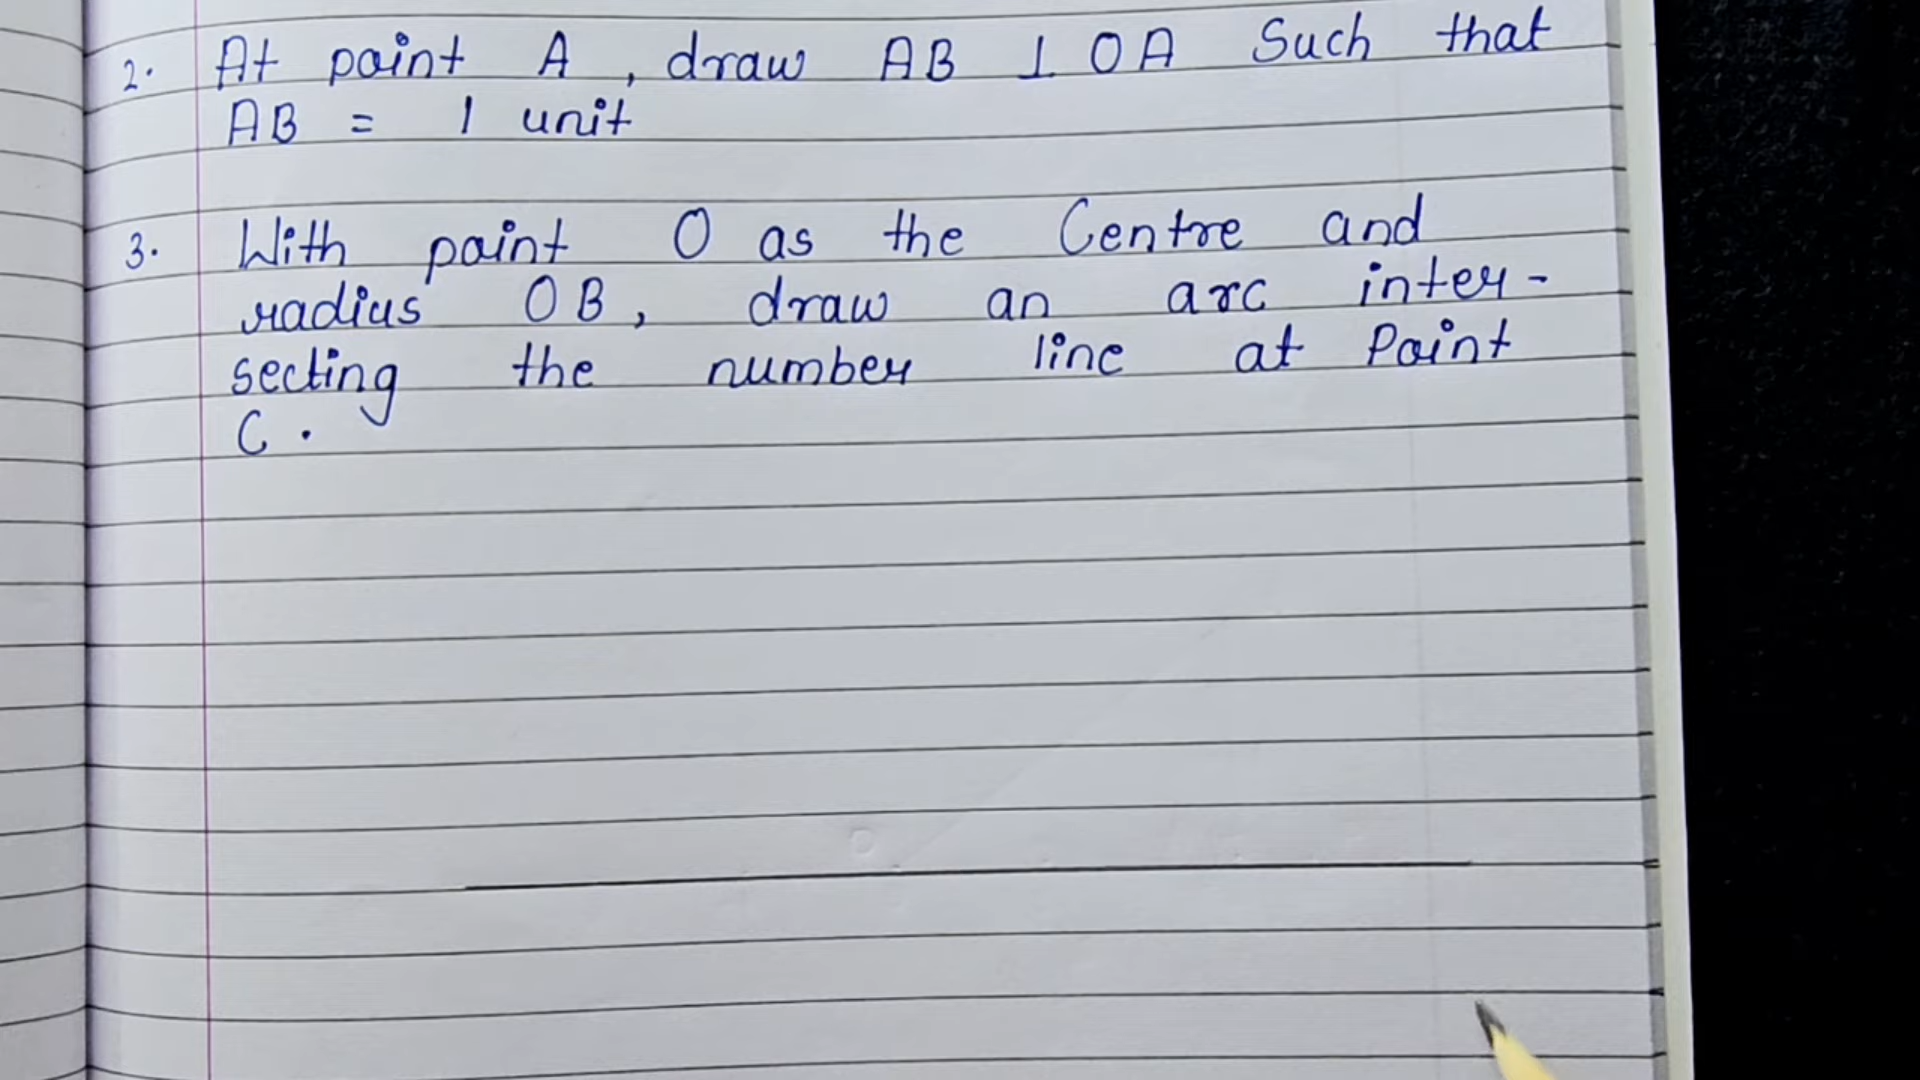 2. At point A, draw AB ⊥ OA Such that
AB = 1 unit
3. With point O as the Centre and
radius OB, draw an arc inter-
secting the number line at Point
C.